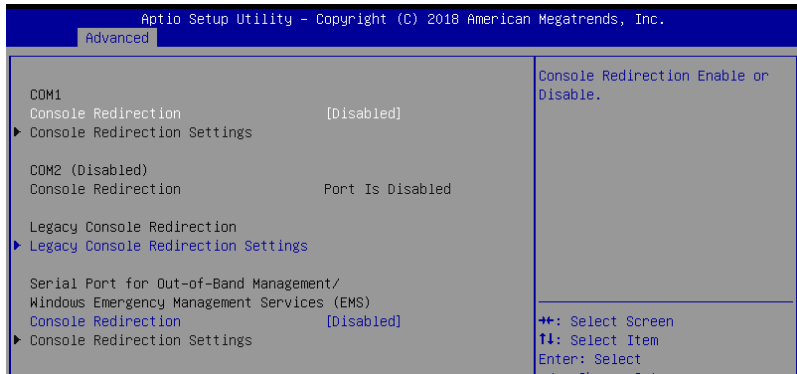 Aptio Setup Utility – Copyright (C) 2018 American Megatrends, Inc.
Advanced
COM1
Console Redirection [Disabled]
Console Redirection Settings
COM2 (Disabled)
Console Redirection Port Is Disabled
Legacy Console Redirection
Legacy Console Redirection Settings
Serial Port for Out-of-Band Management/
Windows Emergency Management Services (EMS)
Console Redirection [Disabled]
Console Redirection Settings
Console Redirection Enable or
Disable.
: Select Screen
↑↓: Select Item
Enter: Select